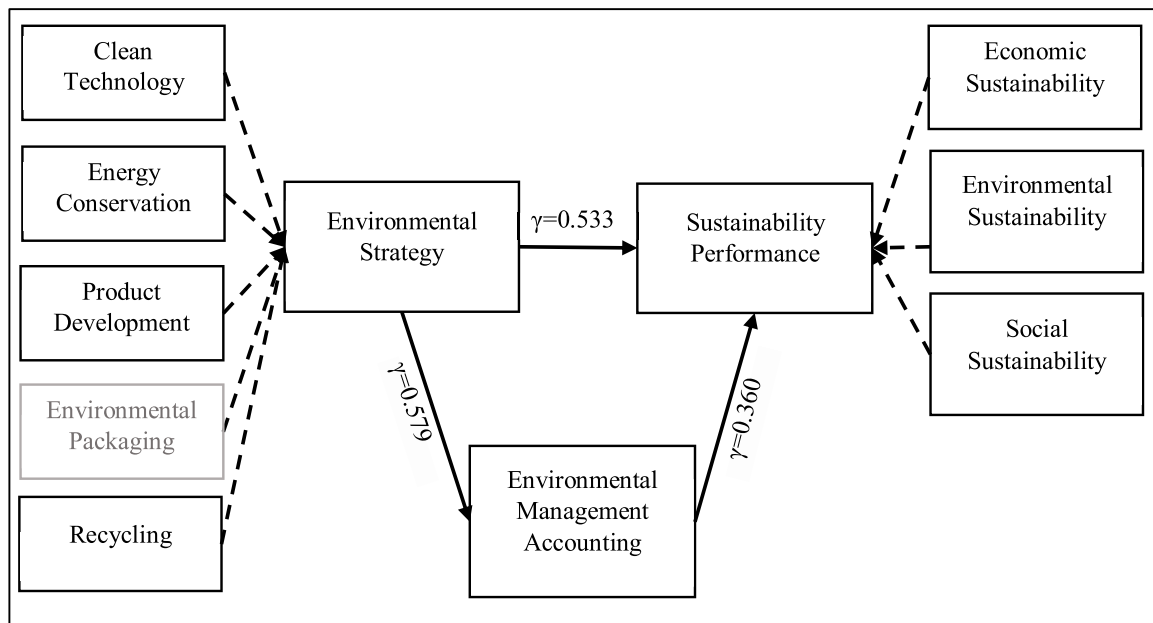 Clean
Technology
Energy
Conservation
Product
Development
Environmental
Packaging
Recycling
Environmental
Strategy
γ=0.533
γ=0.579
Environmental
Management
Accounting
γ=0.360
Sustainability
Performance
Economic
Sustainability
Environmental
Sustainability
Social
Sustainability